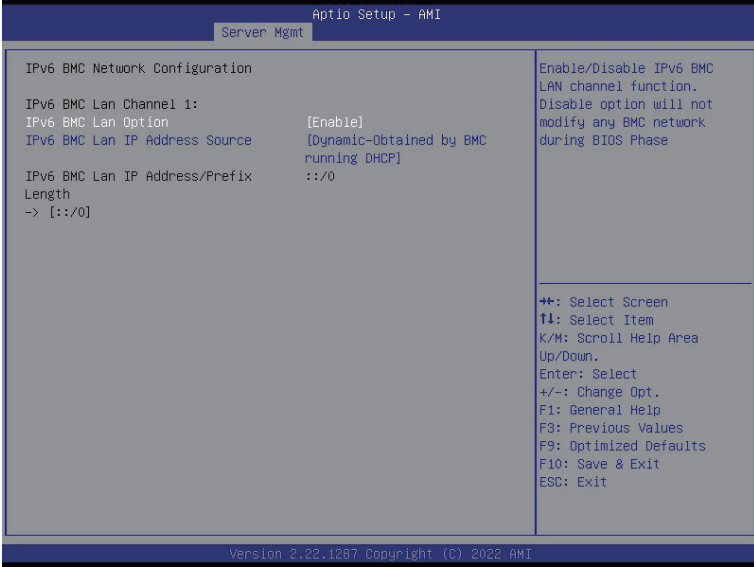 Aptio Setup – AMI
Server Mgmt
IPv6 BMC Network Configuration
IPv6 BMC Lan Channel 1:
IPv6 BMC Lan Option [Enable]
IPv6 BMC Lan IP Address Source [Dynamic-Obtained by BMC
running DHCP]
IPv6 BMC Lan IP Address/Prefix ::/0
Length
-> [::/0]
Enable/Disable IPv6 BMC
LAN channel function.
Disable option will not
modify any BMC network
during BIOS Phase
→←: Select Screen
↑↓: Select Item
K/M: Scroll Help Area
Up/Down.
Enter: Select
+/-: Change Opt.
F1: General Help
F3: Previous Values
F9: Optimized Defaults
F10: Save & Exit
ESC: Exit
Version 2.22.1287 Copyright (C) 2022 AMI